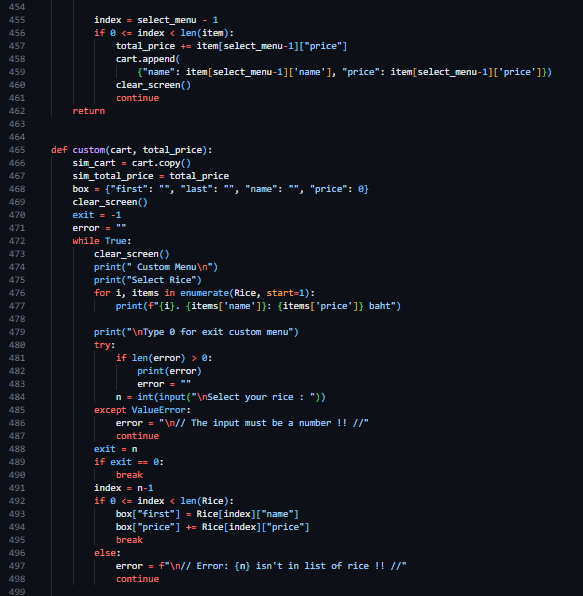 454
455            index = select_menu - 1
456            if 0 <= index < len(item):
457                total_price += item[select_menu-1]["price"]
458                cart.append(
459                    {"name": item[select_menu-1]['name'], "price": item[select_menu-1]['price']})
460                clear_screen()
461                continue
462        return
463
464
465    def custom(cart, total_price):
466        sim_cart = cart.copy()
467        sim_total_price = total_price
468        box = {"first": "", "last": "", "name": "", "price": 0}
469        clear_screen()
470        exit = -1
471        error = ""
472        while True:
473            clear_screen()
474            print(" Custom Menu\n")
475            print("Select Rice")
476            for i, items in enumerate(Rice, start=1):
477                print(f"{i}. {items['name']}: {items['price']} baht")
478
479            print("\nType 0 for exit custom menu")
480            try:
481                if len(error) > 0:
482                    print(error)
483                    error = ""
484                n = int(input("\nSelect your rice : "))
485            except ValueError:
486                error = "\n// The input must be a number !! //"
487                continue
488            exit = n
489            if exit == 0:
490                break
491            index = n-1
492            if 0 <= index < len(Rice):
493                box["first"] = Rice[index]["name"]
494                box["price"] += Rice[index]["price"]
495                break
496            else:
497                error = f"\n// Error: {n} isn't in list of rice !! //"
498                continue
499